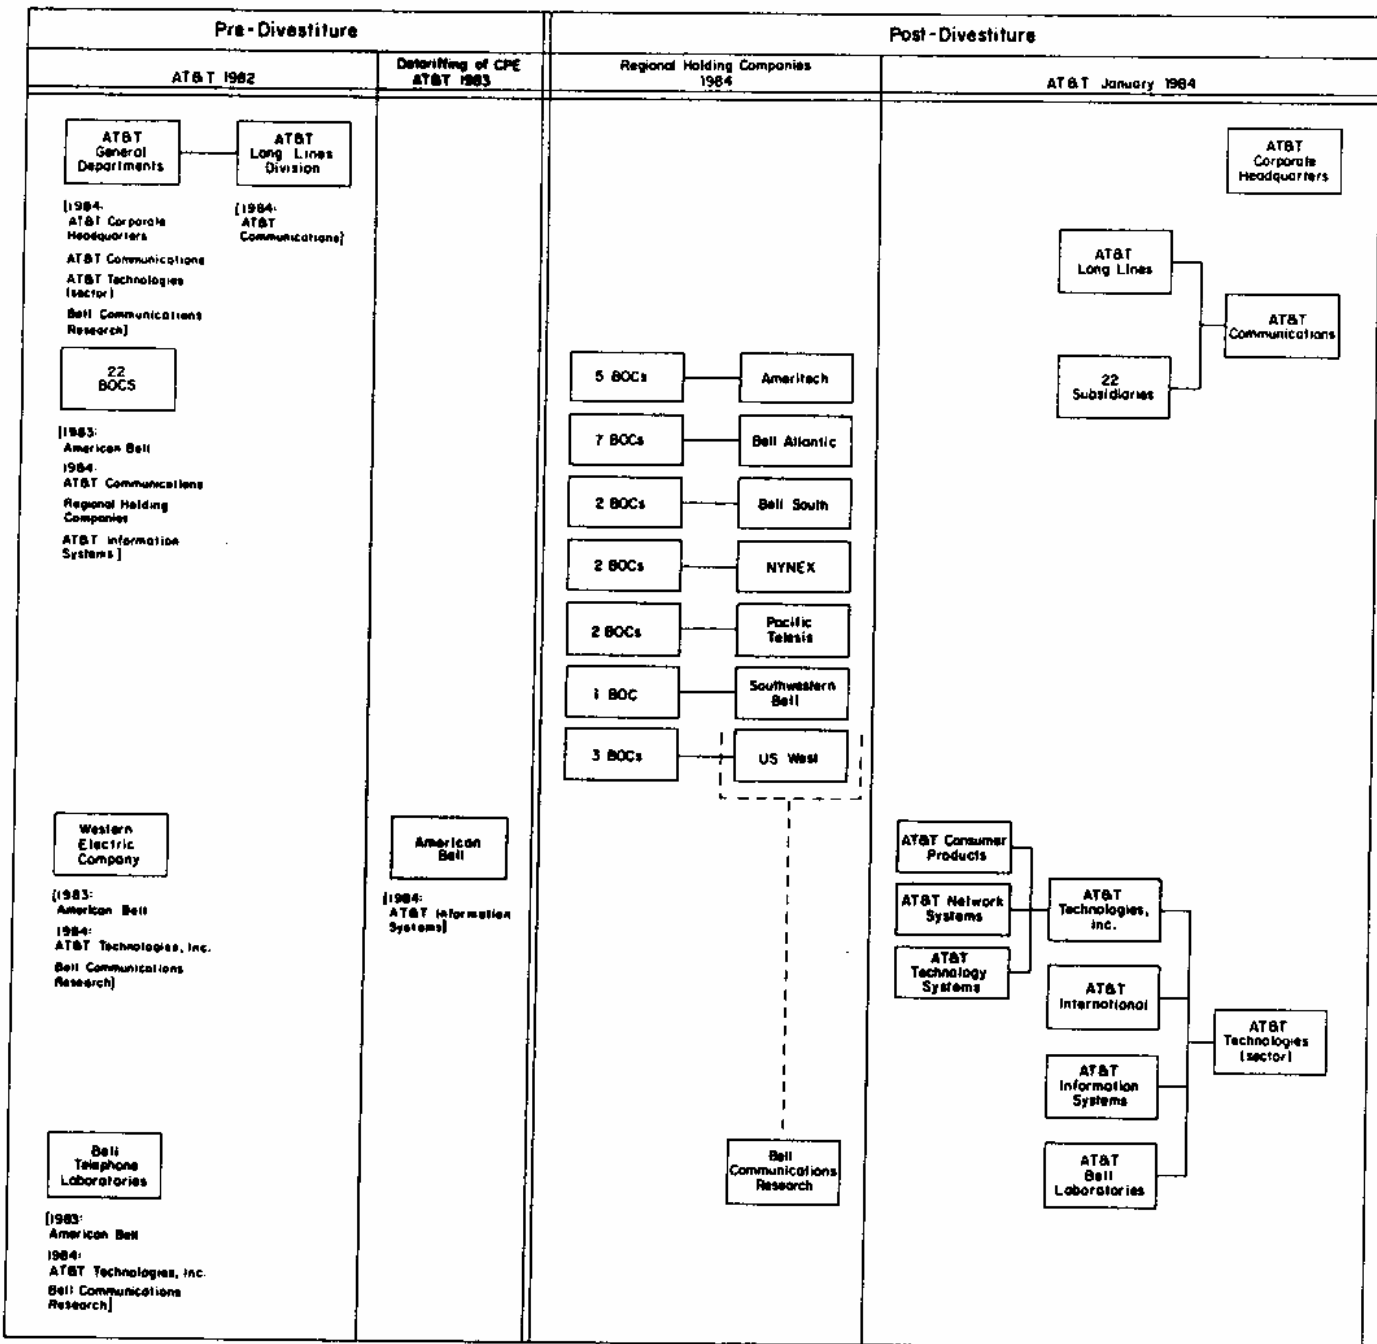 Pre-Divestiture
Post-Divestiture
AT&T 1982
Detariffing of CPE
AT&T 1983
Regional Holding Companies
1984
AT&T January 1984
AT&T
General
Departments
AT&T
Long Lines
Division
[1984:
AT&T Corporate
Headquarters
AT&T Communications
AT&T Technologies
(sector)
Bell Communications
Research]
[1984:
AT&T
Communications]
22
BOCS
[1983:
American Bell
1984:
AT&T Communications
Regional Holding
Companies
AT&T Information
Systems]
Western
Electric
Company
[1983:
American Bell
1984:
AT&T Technologies, Inc.
Bell Communications
Research]
Bell
Telephone
Laboratories
[1983:
American Bell
1984:
AT&T Technologies, Inc.
Bell Communications
Research]
American
Bell
[1984:
AT&T Information
Systems]
5 BOCs
Ameritech
7 BOCs
Bell Atlantic
2 BOCs
Bell South
2 BOCs
NYNEX
2 BOCs
Pacific
Telesis
1 BOC
Southwestern
Bell
3 BOCs
US West
Bell
Communications
Research
AT&T
Corporate
Headquarters
AT&T
Long Lines
AT&T
Communications
22
Subsidiaries
AT&T Consumer
Products
AT&T Network
Systems
AT&T
Technology
Systems
AT&T
Technologies,
Inc.
AT&T
International
AT&T
Information
Systems
AT&T
Bell
Laboratories
AT&T
Technologies
(sector)